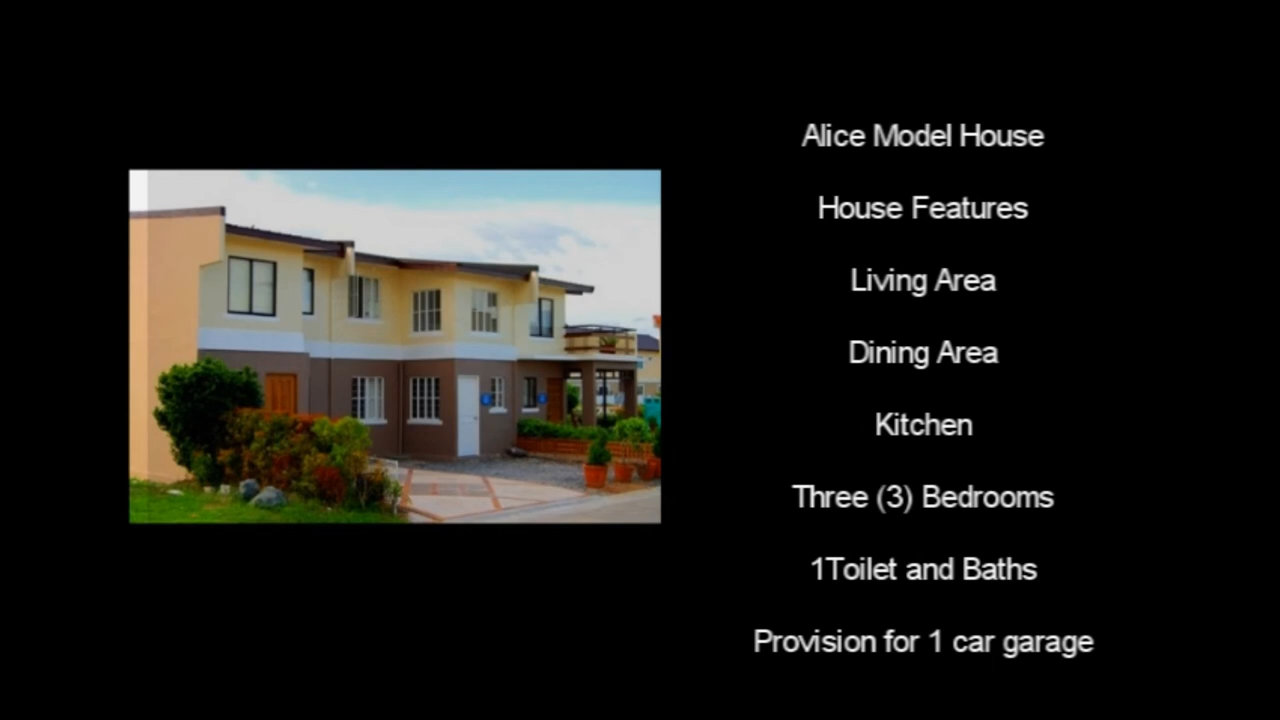 Alice Model House
House Features
Living Area
Dining Area
Kitchen
Three (3) Bedrooms
1Toilet and Baths
Provision for 1 car garage